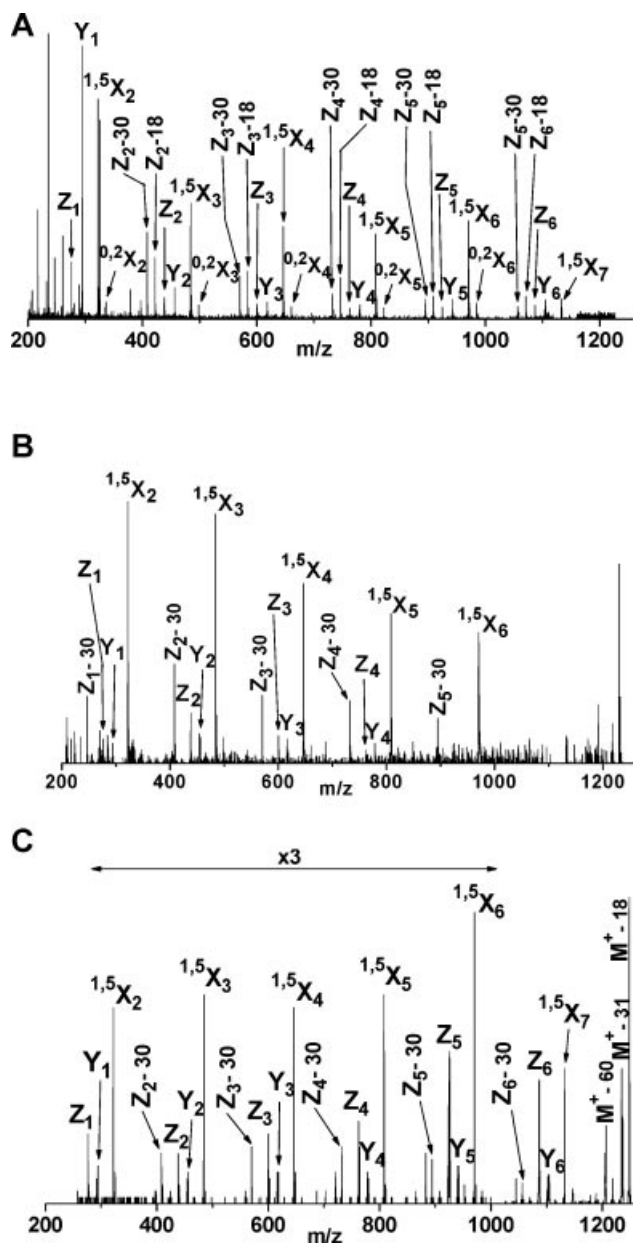 A
Y1
1,5X2
Z2-30
Z2-18
Z1
0,2X2
Z2
Y2
1,5X3
0,2X3
Z3-30
Z3-18
Z3
Y3
1,5X4
0,2X4
Z4-30
Z4-18
Z4
Y4
1,5X5
0,2X5
Z5-30
Z5-18
Z5
Y5
1,5X6
0,2X6
Z5-30
Z6-18
Z6
Y6
1,5X7
200 400 600 800 1000 1200
m/z
B
1,5X2
1,5X3
1,5X4
1,5X5
1,5X6
Z1
Z1-30
Y1
Z2-30
Z2
Y2
Z3-30
Z3
Y3
Z4-30
Z4
Y4
Z5-30
200 400 600 800 1000 1200
m/z
C
x3
1,5X2
1,5X3
1,5X4
1,5X5
1,5X6
1,5X7
Z1
Y1
Z2-30
Z2
Y2
Z3-30
Z3
Y3
Z4-30
Z4
Y4
Z5-30
Z5
Y5
Z6-30
Z6
Y6
M+-60
M+-31
M+-18
200 400 600 800 1000 1200
m/z